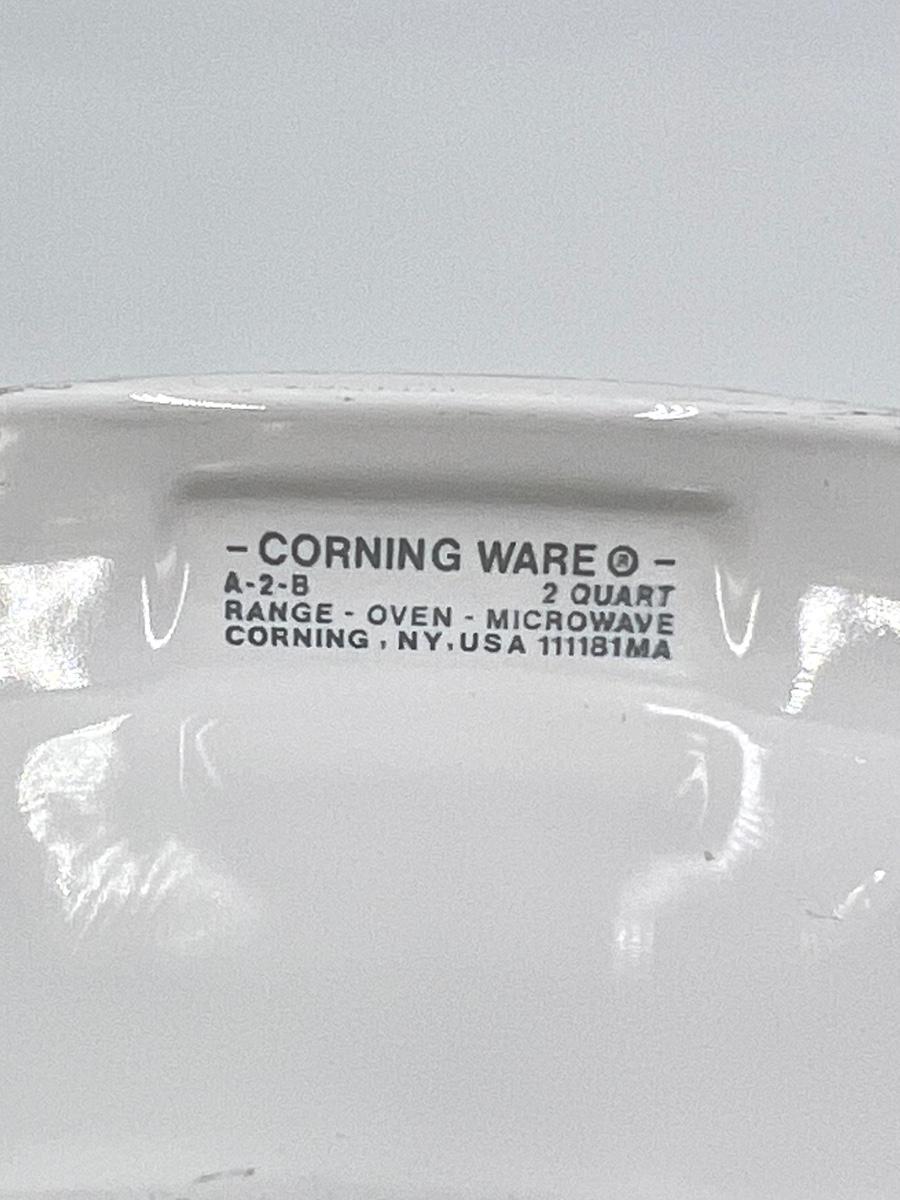 - CORNING WARE ® -
A-2-B 2 QUART
RANGE - OVEN - MICROWAVE
CORNING , NY, USA 111181MA